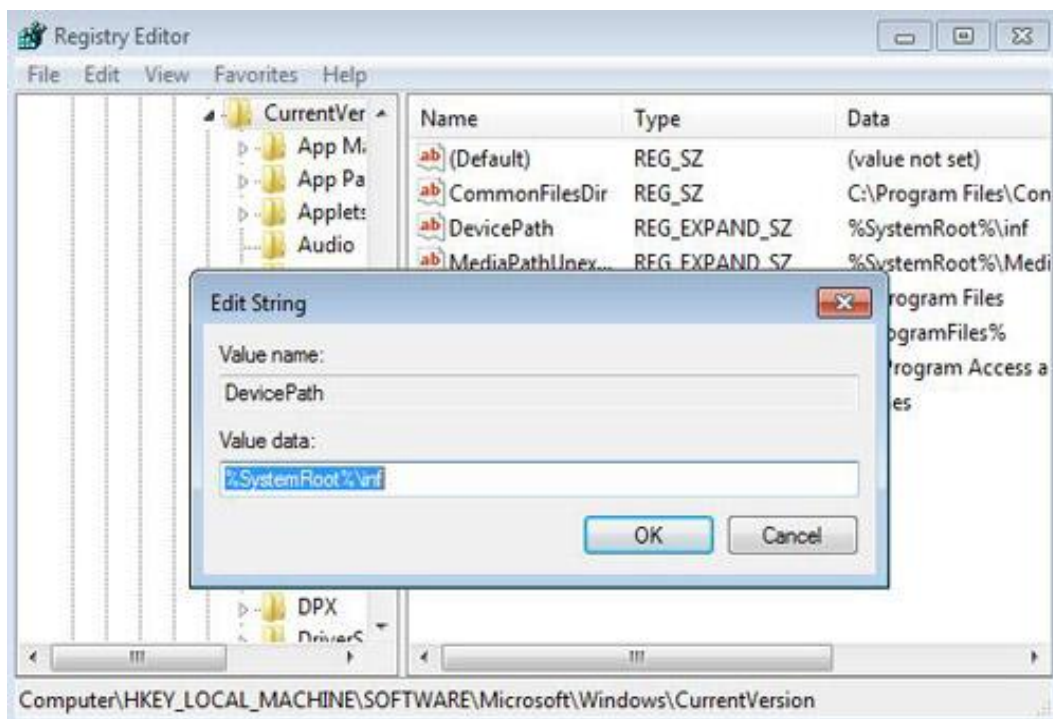 Registry Editor
File Edit View Favorites Help
CurrentVer
App Ma
App Pa
Applets
Audio
DPX
DriverS
Name Type Data
(Default) REG_SZ (value not set)
CommonFilesDir REG_SZ C:\Program Files\Con
DevicePath REG_EXPAND_SZ %SystemRoot%\inf
MediaPathUnex... REG_EXPAND_SZ %SystemRoot%\Medi
rogram Files
ogramFiles%
rogram Access a
es
Edit String
Value name:
DevicePath
Value data:
%SystemRoot%\inf
OK Cancel
Computer\HKEY_LOCAL_MACHINE\SOFTWARE\Microsoft\Windows\CurrentVersion